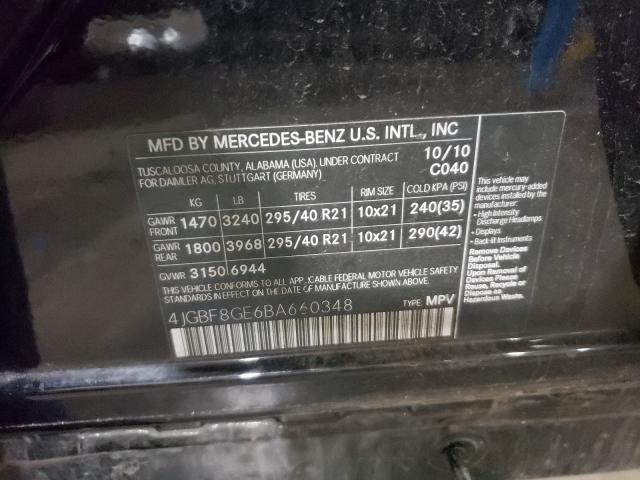 MFD BY MERCEDES-BENZ U.S. INTL., INC
TUSCALOOSA COUNTY, ALABAMA (USA). UNDER CONTRACT 10/10
FOR DAIMLER AG, STUTTGART (GERMANY) C040
KG LB TIRES RIM SIZE COLD KPA (PSI)
GAWR FRONT 1470 3240 295/40 R21 10x21 240(35)
GAWR REAR 1800 3968 295/40 R21 10x21 290(42)
GVWR 3150 6944
THIS VEHICLE CONFORMS TO ALL APPLICABLE FEDERAL MOTOR VEHICLE SAFETY
STANDARDS IN EFFECT ON THE DATE OF MANUFACTURE SHOWN ABOVE.
4JGBF8GE6BA660348 TYPE: MPV
This vehicle may
include mercury-added
devices installed by the
manufacturer:
• High Intensity
Discharge Headlamps
• Displays
• Back-lit Instruments
Remove Devices
Before Vehicle
Disposal.
Upon Removal of
Devices Please
Reuse, Recycle
or Dispose as
Hazardous Waste.